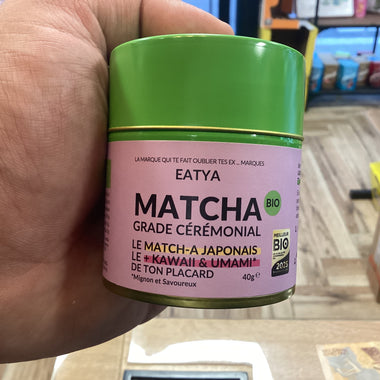 LA MARQUE QUI TE FAIT OUBLIER TES EX ... MARQUES
EATYA
MATCHA
BIO
GRADE CÉRÉMONIAL
LE MATCH-A JAPONAIS
LE + KAWAII & UMAMI*
DE TON PLACARD
*Mignon et Savoureux
40g e
MEILLEUR
BIO
2025